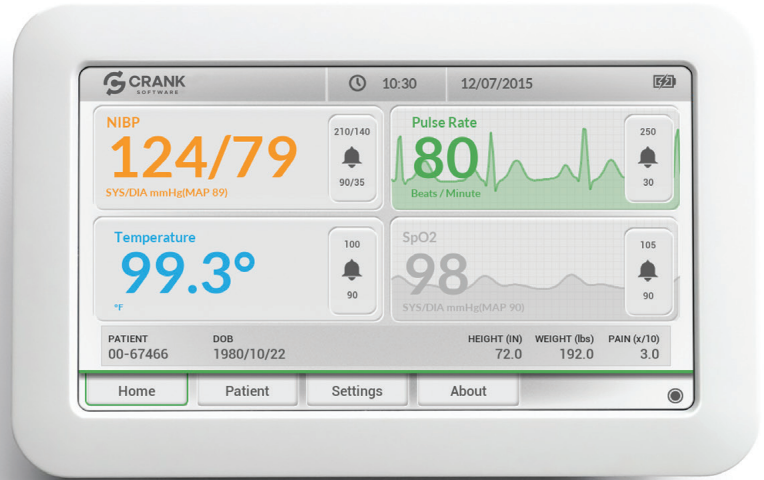 CRANK
SOFTWARE
10:30
12/07/2015
NIBP
124/79
SYS/DIA mmHg(MAP 89)
210/140
90/35
Pulse Rate
80
Beats / Minute
250
30
Temperature
99.3°
°F
100
90
SpO2
98
SYS/DIA mmHg(MAP 90)
105
90
PATIENT DOB HEIGHT (IN) WEIGHT (lbs) PAIN (x/10)
00-67466 1980/10/22 72.0 192.0 3.0
Home Patient Settings About